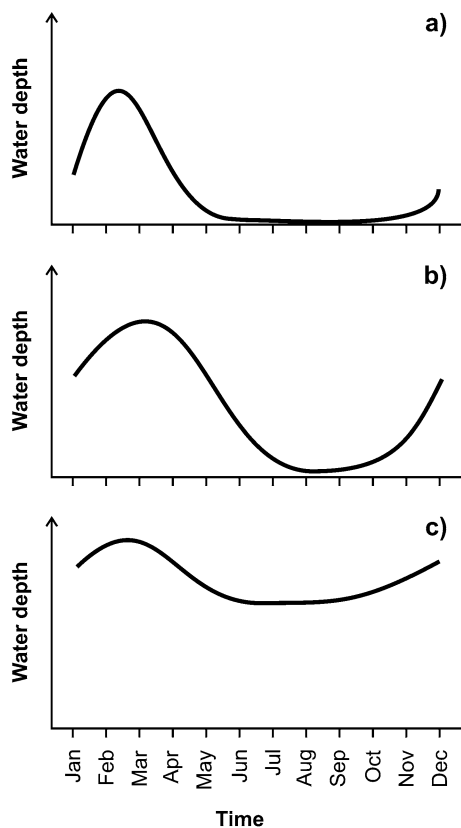 a)
Water depth
b)
Water depth
c)
Water depth
Jan Feb Mar Apr May Jun Jul Aug Sep Oct Nov Dec
Time